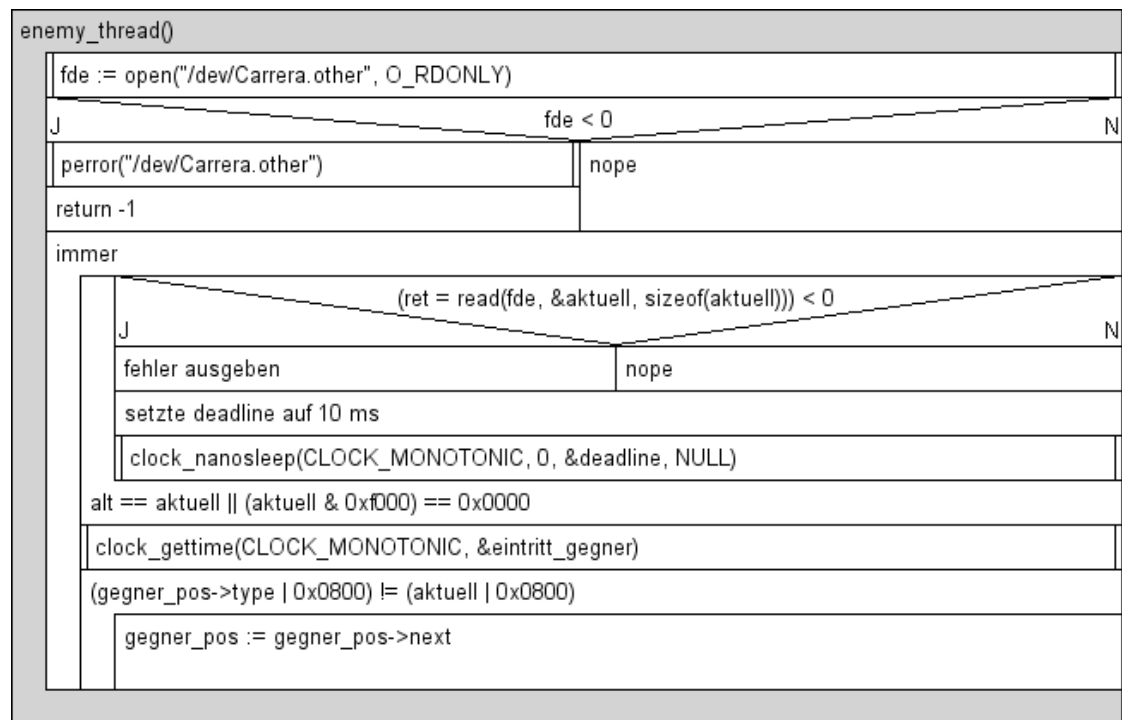 enemy_thread()
fde := open("/dev/Carrera.other", O_RDONLY)
fde < 0
J
N
perror("/dev/Carrera.other")
nope
return -1
immer
(ret = read(fde, &aktuell, sizeof(aktuell))) < 0
J
N
fehler ausgeben
nope
setzte deadline auf 10 ms
clock_nanosleep(CLOCK_MONOTONIC, 0, &deadline, NULL)
alt == aktuell || (aktuell & 0xf000) == 0x0000
clock_gettime(CLOCK_MONOTONIC, &eintritt_gegner)
(gegner_pos->type | 0x0800) != (aktuell | 0x0800)
gegner_pos := gegner_pos->next